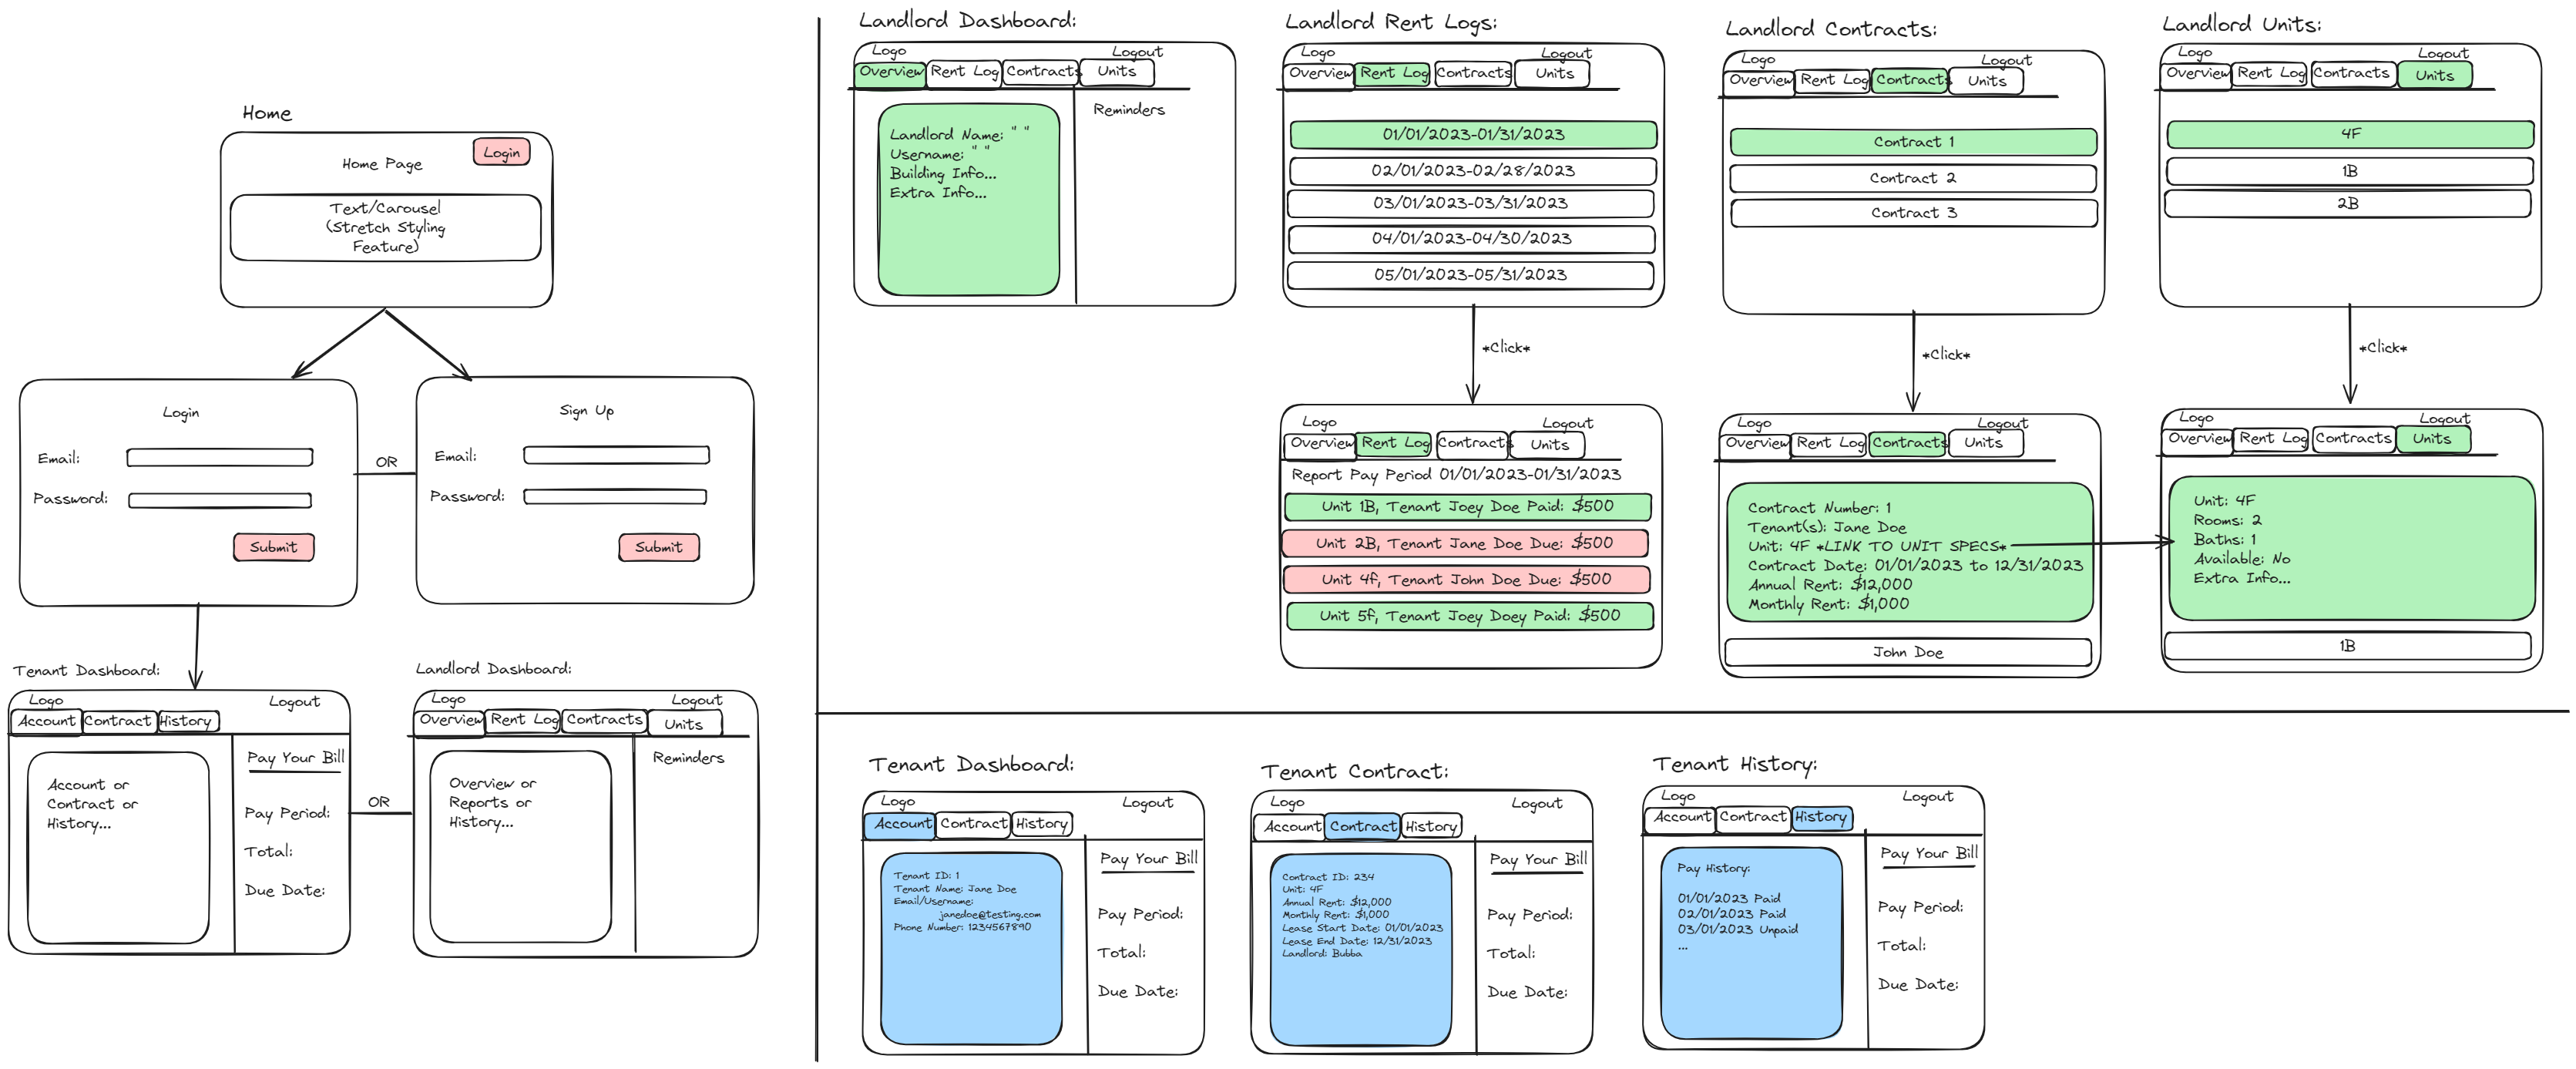 Home
Login
Home Page
Text/Carousel
(Stretch Styling
Feature)
Login
Email:
Password:
Submit
OR
Sign Up
Email:
Password:
Submit
Tenant Dashboard:
Logo
Logout
Account
Contract
History
Account or
Contract or
History...
Pay Your Bill
Pay Period:
Total:
Due Date:
OR
Landlord Dashboard:
Logo
Logout
Overview
Rent Log
Contracts
Units
Overview or
Reports or
History...
Reminders
Landlord Dashboard:
Logo
Logout
Overview
Rent Log
Contracts
Units
Landlord Name: " "
Username: " "
Building Info...
Extra Info...
Reminders
Landlord Rent Logs:
Logo
Logout
Overview
Rent Log
Contracts
Units
01/01/2023-01/31/2023
02/01/2023-02/28/2023
03/01/2023-03/31/2023
04/01/2023-04/30/2023
05/01/2023-05/31/2023
*Click*
Logo
Logout
Overview
Rent Log
Contracts
Units
Report Pay Period 01/01/2023-01/31/2023
Unit 1B, Tenant Joey Doe Paid: $500
Unit 2B, Tenant Jane Doe Due: $500
Unit 4f, Tenant John Doe Due: $500
Unit 5f, Tenant Joey Doey Paid: $500
Landlord Contracts:
Logo
Logout
Overview
Rent Log
Contracts
Units
Contract 1
Contract 2
Contract 3
*Click*
Logo
Logout
Overview
Rent Log
Contracts
Units
Contract Number: 1
Tenant(s): Jane Doe
Unit: 4F *LINK TO UNIT SPECS*
Contract Date: 01/01/2023 to 12/31/2023
Annual Rent: $12,000
Monthly Rent: $1,000
John Doe
Landlord Units:
Logo
Logout
Overview
Rent Log
Contracts
Units
4F
1B
2B
*Click*
Logo
Logout
Overview
Rent Log
Contracts
Units
Unit: 4F
Rooms: 2
Baths: 1
Available: No
Extra Info...
1B
Tenant Dashboard:
Logo
Logout
Account
Contract
History
Tenant ID: 1
Tenant Name: Jane Doe
Email/Username:
janedoe@testing.com
Phone Number: 1234567890
Pay Your Bill
Pay Period:
Total:
Due Date:
Tenant Contract:
Logo
Logout
Account
Contract
History
Contract ID: 234
Unit: 4F
Annual Rent: $12,000
Monthly Rent: $1,000
Lease Start Date: 01/01/2023
Lease End Date: 12/31/2023
Landlord: Bubba
Pay Your Bill
Pay Period:
Total:
Due Date:
Tenant History:
Logo
Logout
Account
Contract
History
Pay History:
01/01/2023 Paid
02/01/2023 Paid
03/01/2023 Unpaid
...
Pay Your Bill
Pay Period:
Total:
Due Date: